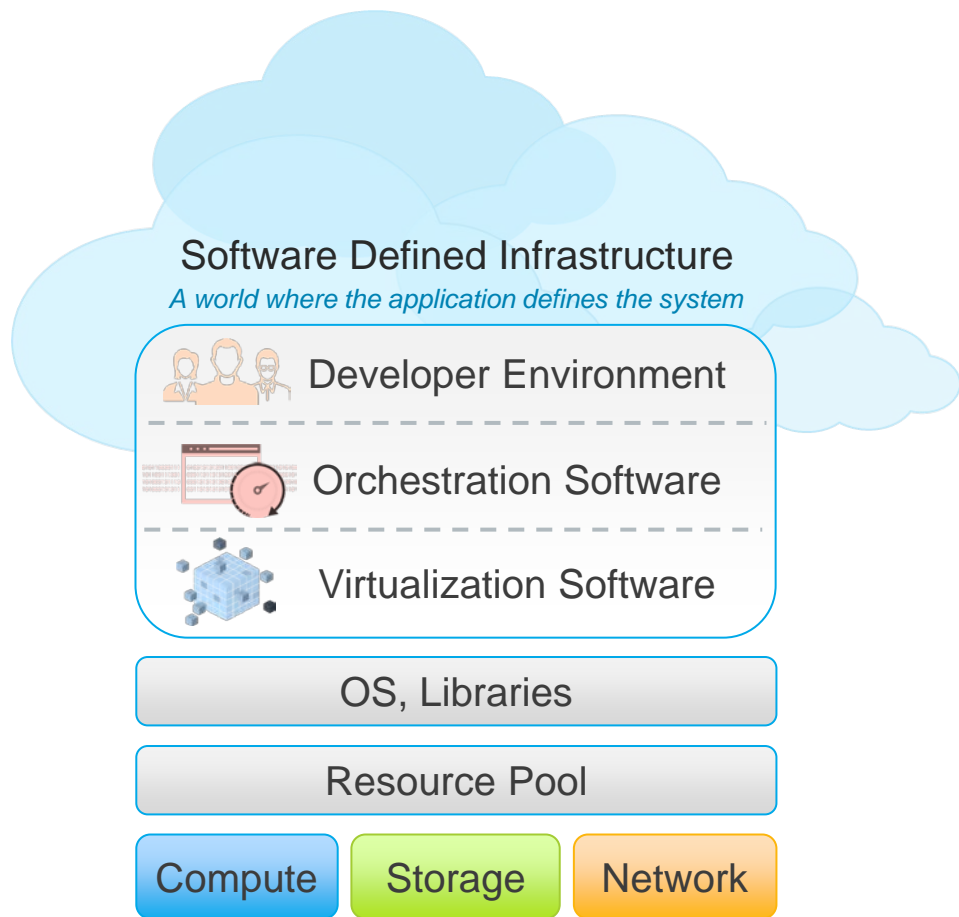 Software Defined Infrastructure
A world where the application defines the system
Developer Environment
Orchestration Software
Virtualization Software
OS, Libraries
Resource Pool
Compute
Storage
Network